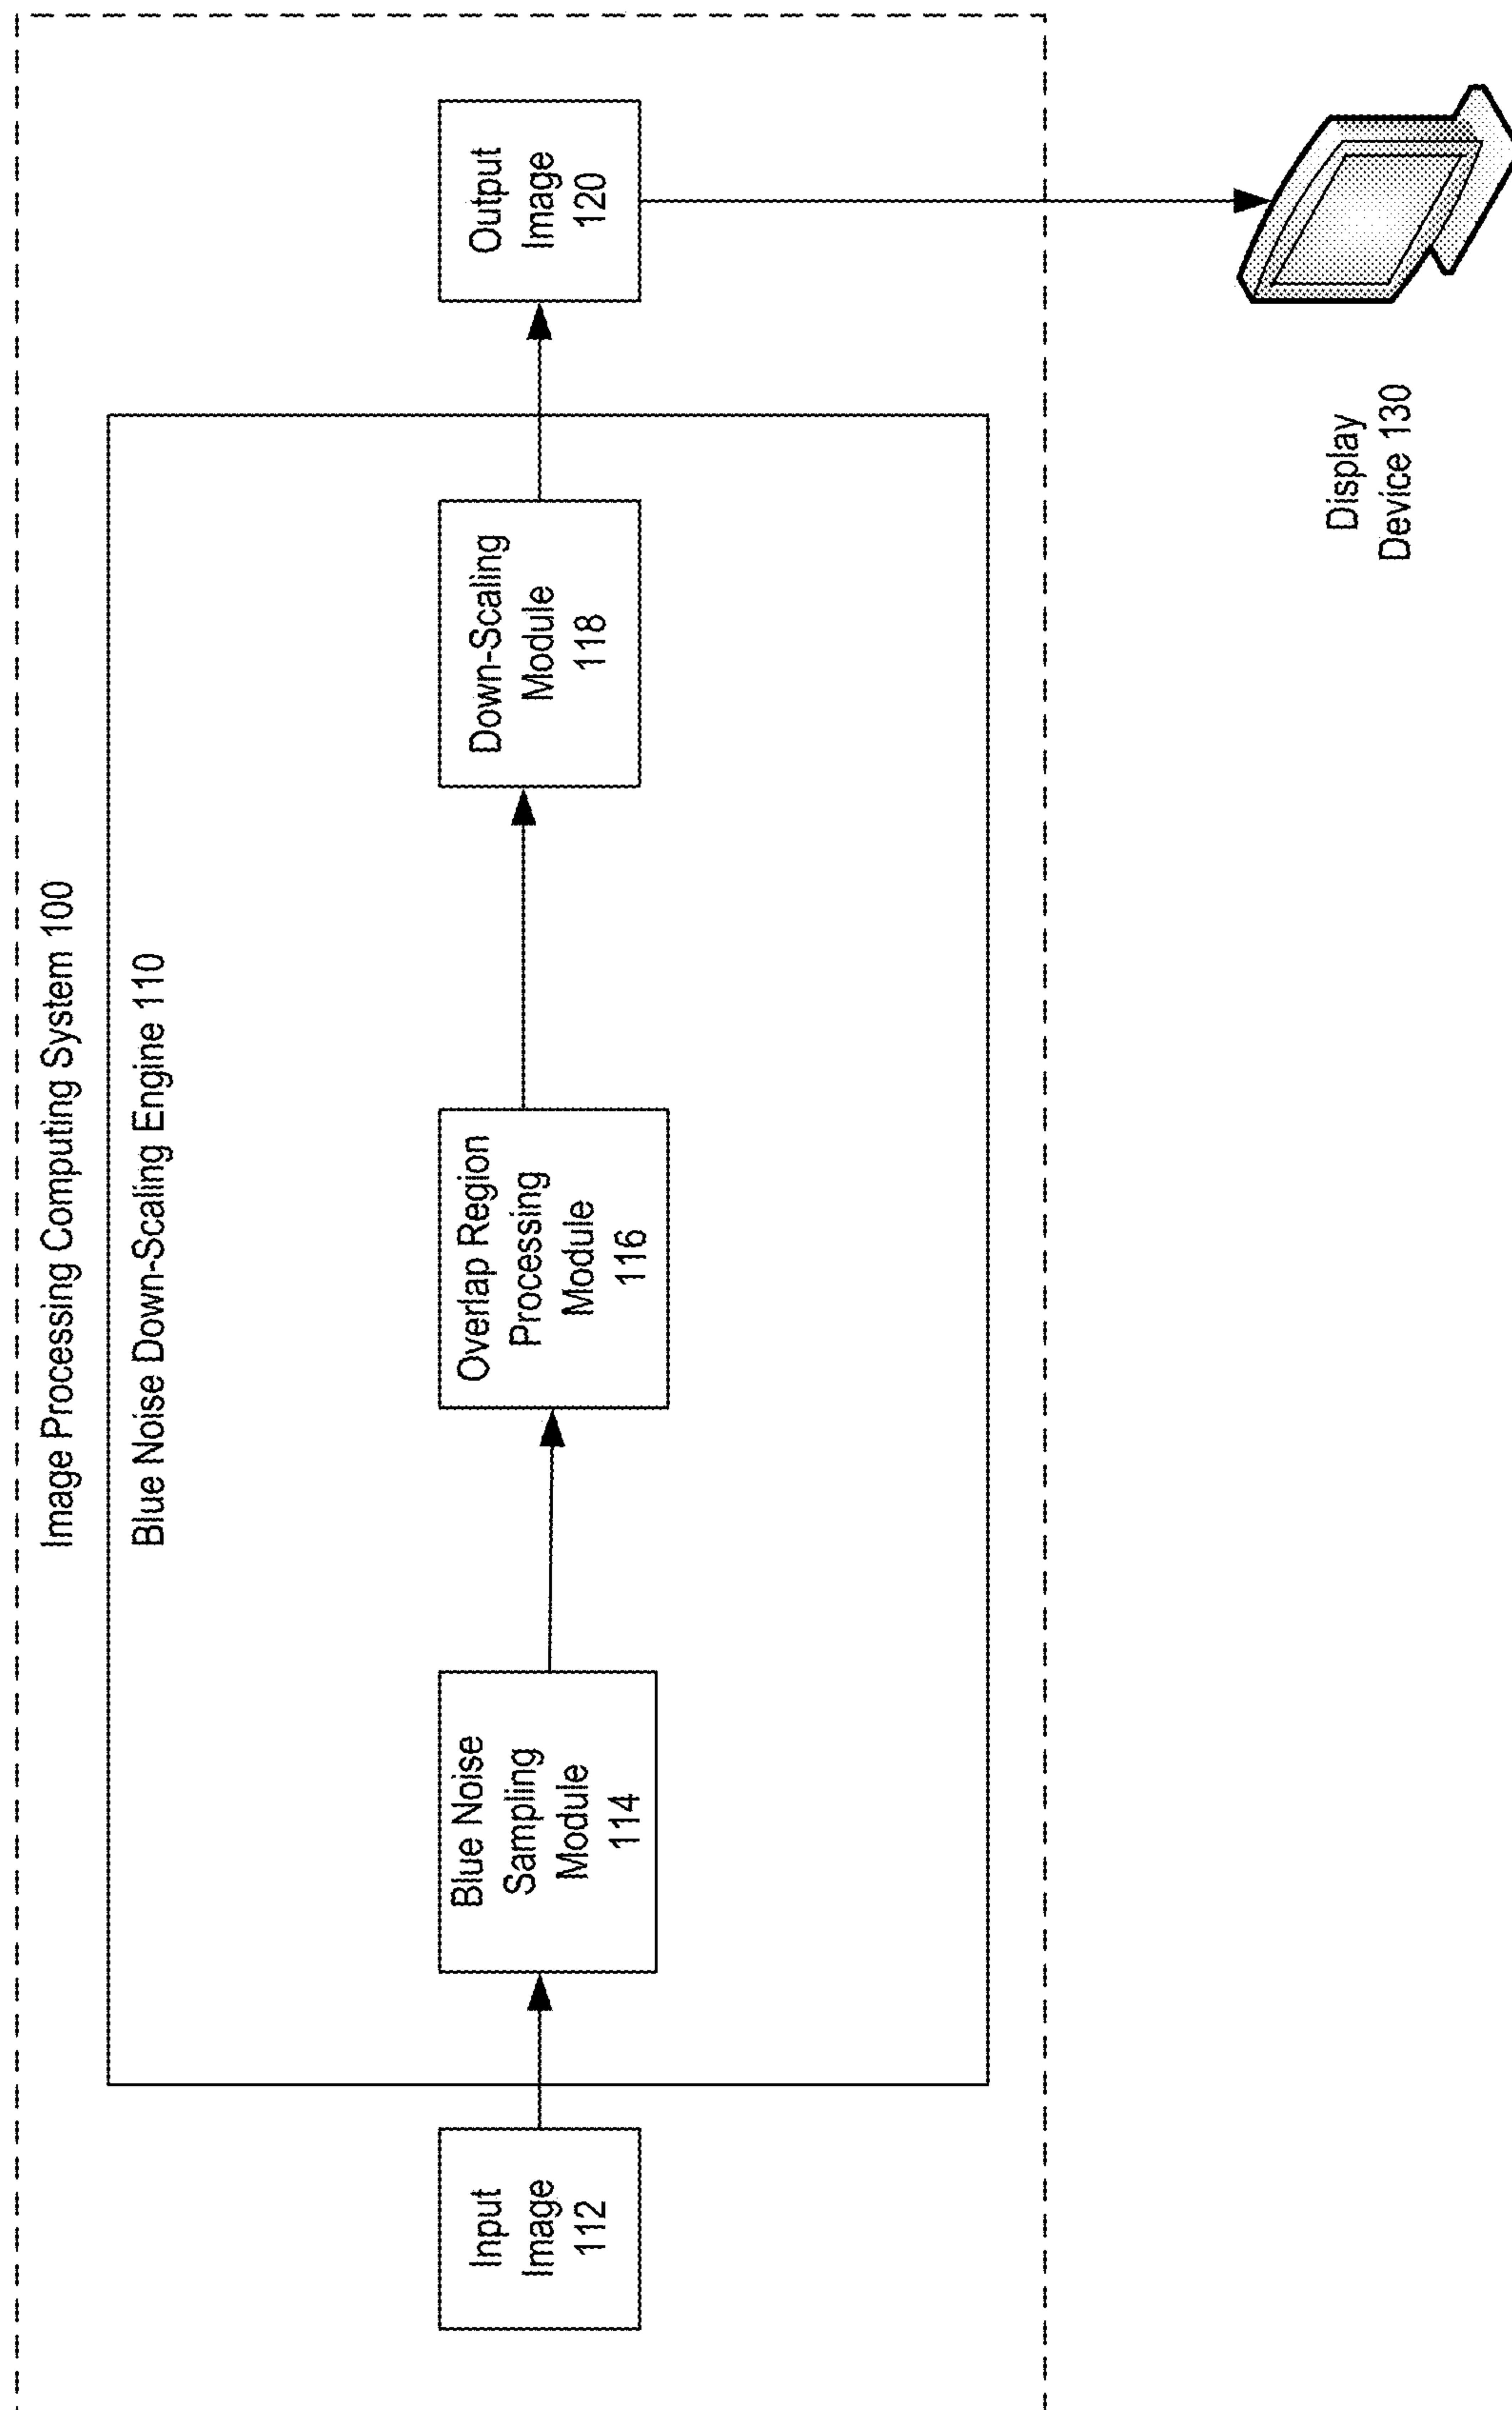 Image Processing Computing System 100
Blue Noise Down-Scaling Engine 110
Input
Image
112
Blue Noise
Sampling
Module
114
Overlap Region
Processing
Module
116
Down-Scaling
Module
118
Output
Image
120
Display
Device 130